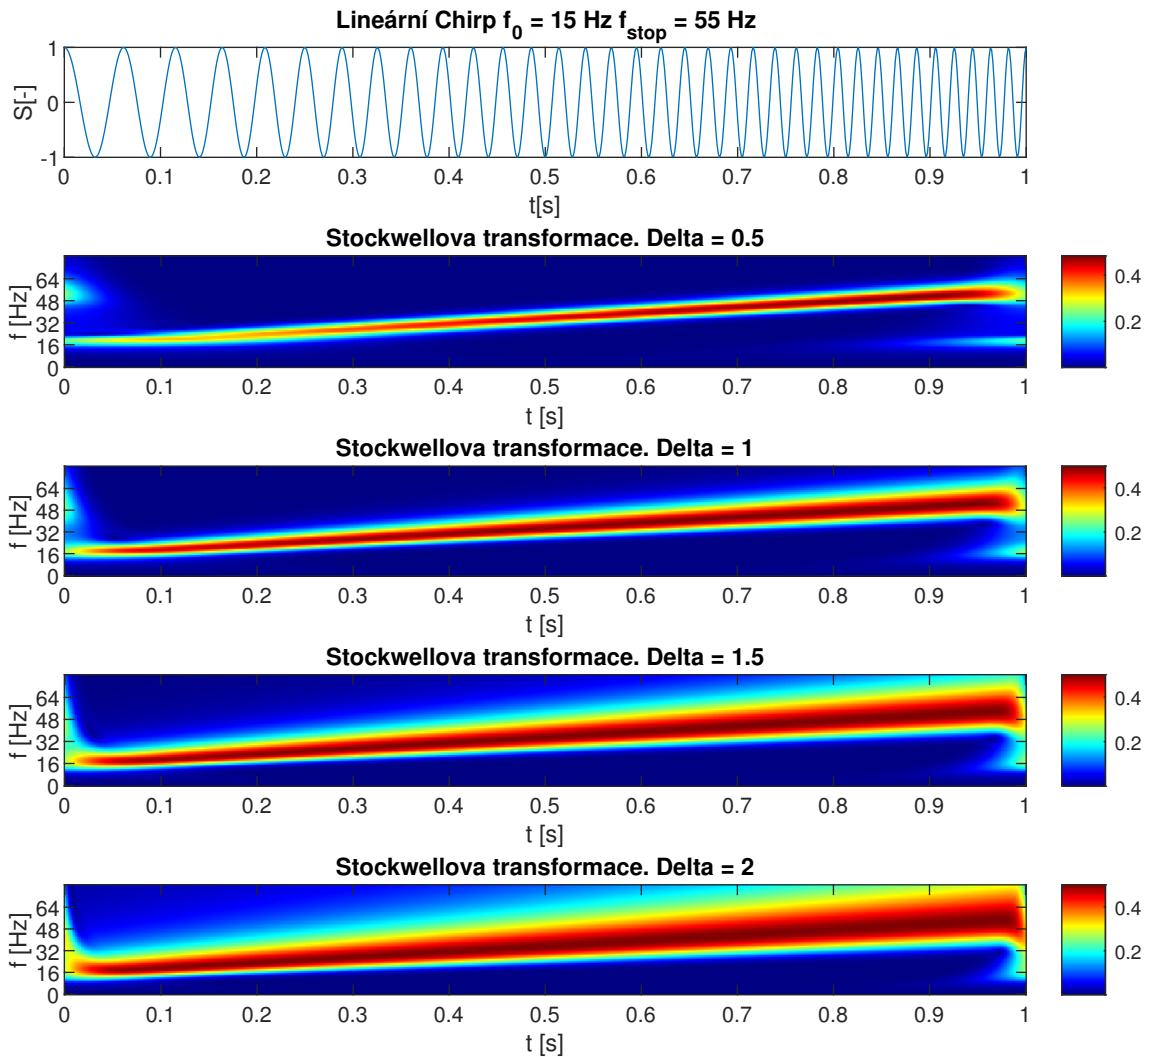 Lineární Chirp f0 = 15 Hz fstop = 55 Hz
1
0
-1
S[-]
0 0.1 0.2 0.3 0.4 0.5 0.6 0.7 0.8 0.9 1
t[s]
Stockwellova transformace. Delta = 0.5
64
48
32
16
0
f [Hz]
0.4
0.2
0 0.1 0.2 0.3 0.4 0.5 0.6 0.7 0.8 0.9 1
t [s]
Stockwellova transformace. Delta = 1
64
48
32
16
0
f [Hz]
0.4
0.2
0 0.1 0.2 0.3 0.4 0.5 0.6 0.7 0.8 0.9 1
t [s]
Stockwellova transformace. Delta = 1.5
64
48
32
16
0
f [Hz]
0.4
0.2
0 0.1 0.2 0.3 0.4 0.5 0.6 0.7 0.8 0.9 1
t [s]
Stockwellova transformace. Delta = 2
64
48
32
16
0
f [Hz]
0.4
0.2
0 0.1 0.2 0.3 0.4 0.5 0.6 0.7 0.8 0.9 1
t [s]